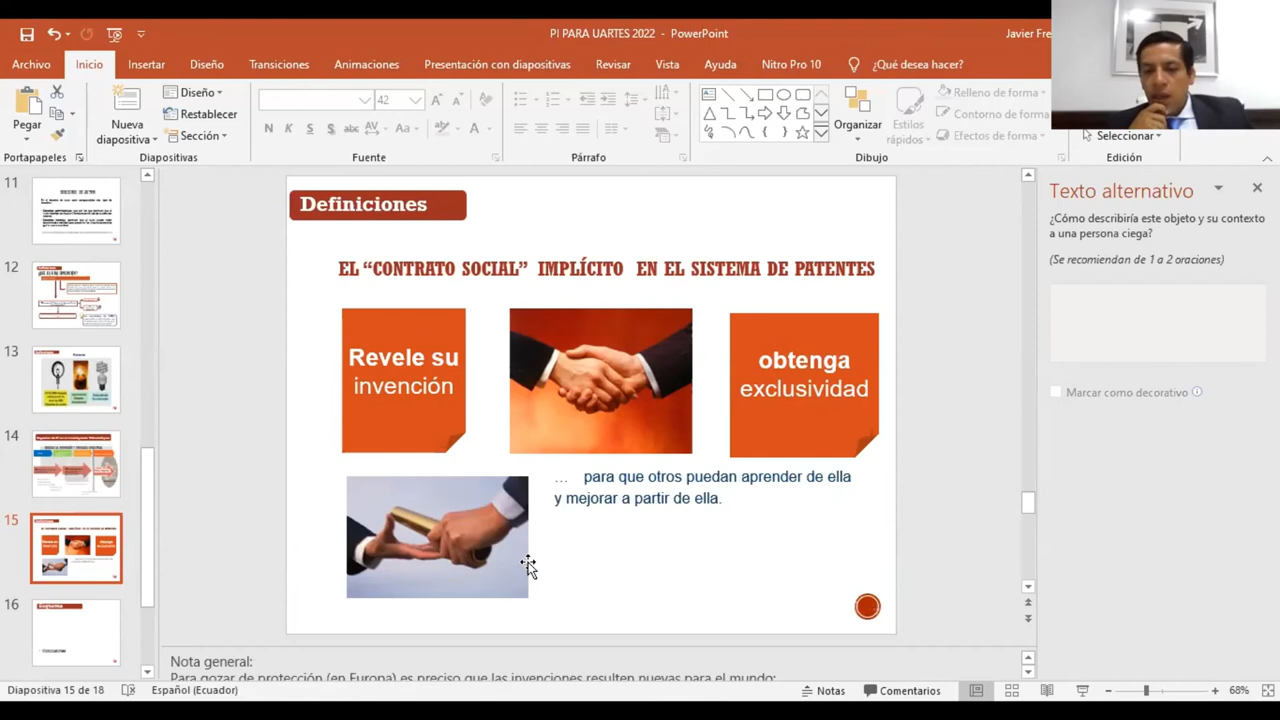 PI PARA UARTES 2022 - PowerPoint
Javier Fre
Archivo
Inicio
Insertar
Diseño
Transiciones
Animaciones
Presentación con diapositivas
Revisar
Vista
Ayuda
Nitro Pro 10
¿Qué desea hacer?
Pegar
Nueva
diapositiva
Diseño
Restablecer
Sección
42
N K S S abc AV Aa A
Organizar
Estilos
rápidos
Relleno de forma
Contorno de forma
Efectos de forma
Seleccionar
Portapapeles
Diapositivas
Fuente
Párrafo
Dibujo
Edición
11
12
13
14
15
16
Definiciones
EL “CONTRATO SOCIAL” IMPLÍCITO EN EL SISTEMA DE PATENTES
Revele su
invención
obtenga
exclusividad
… para que otros puedan aprender de ella
y mejorar a partir de ella.
Texto alternativo
¿Cómo describiría este objeto y su contexto
a una persona ciega?
(Se recomiendan de 1 a 2 oraciones)
Marcar como decorativo
Nota general:
Para gozar de protección (en Europa) es preciso que las invenciones resulten nuevas para el mundo:
Diapositiva 15 de 18
Español (Ecuador)
Notas
Comentarios
68%